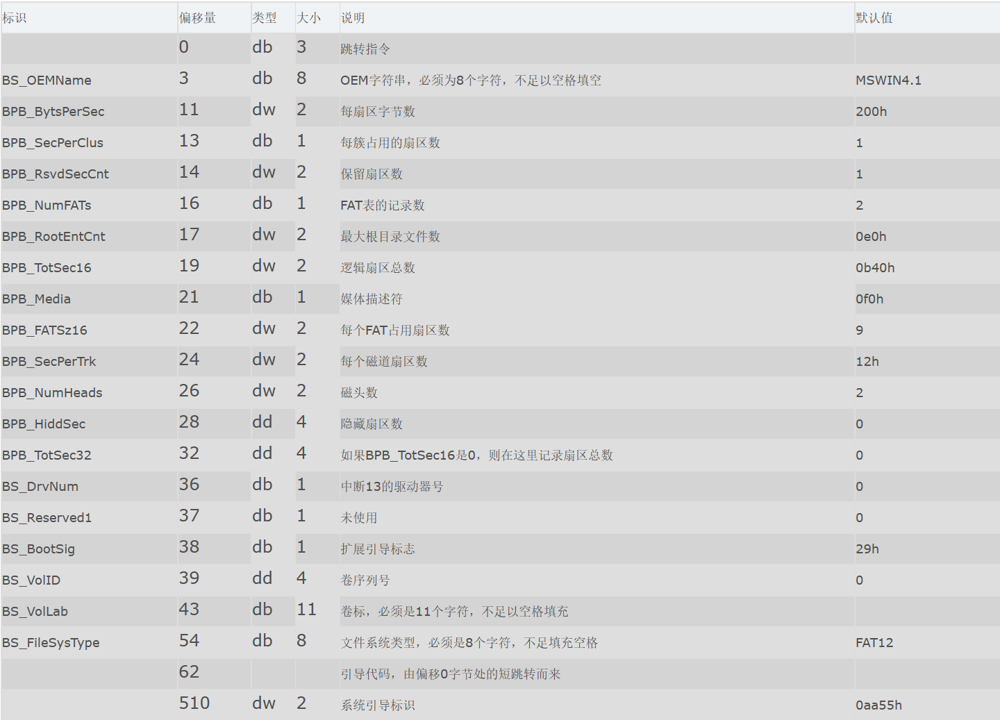 标识 偏移量 类型 大小 说明 默认值
0 db 3 跳转指令
BS_OEMName 3 db 8 OEM字符串，必须为8个字符，不足以空格填空 MSWIN4.1
BPB_BytsPerSec 11 dw 2 每扇区字节数 200h
BPB_SecPerClus 13 db 1 每簇占用的扇区数 1
BPB_RsvdSecCnt 14 dw 2 保留扇区数 1
BPB_NumFATs 16 db 1 FAT表的记录数 2
BPB_RootEntCnt 17 dw 2 最大根目录文件数 0e0h
BPB_TotSec16 19 dw 2 逻辑扇区总数 0b40h
BPB_Media 21 db 1 媒体描述符 0f0h
BPB_FATSz16 22 dw 2 每个FAT占用扇区数 9
BPB_SecPerTrk 24 dw 2 每个磁道扇区数 12h
BPB_NumHeads 26 dw 2 磁头数 2
BPB_HiddSec 28 dd 4 隐藏扇区数 0
BPB_TotSec32 32 dd 4 如果BPB_TotSec16是0，则在这里记录扇区总数 0
BS_DrvNum 36 db 1 中断13的驱动器号 0
BS_Reserved1 37 db 1 未使用 0
BS_BootSig 38 db 1 扩展引导标志 29h
BS_VolID 39 dd 4 卷序列号 0
BS_VolLab 43 db 11 卷标，必须是11个字符，不足以空格填充
BS_FileSysType 54 db 8 文件系统类型，必须是8个字符，不足填充空格 FAT12
62 引导代码，由偏移0字节处的短跳转而来
510 dw 2 系统引导标识 0aa55h